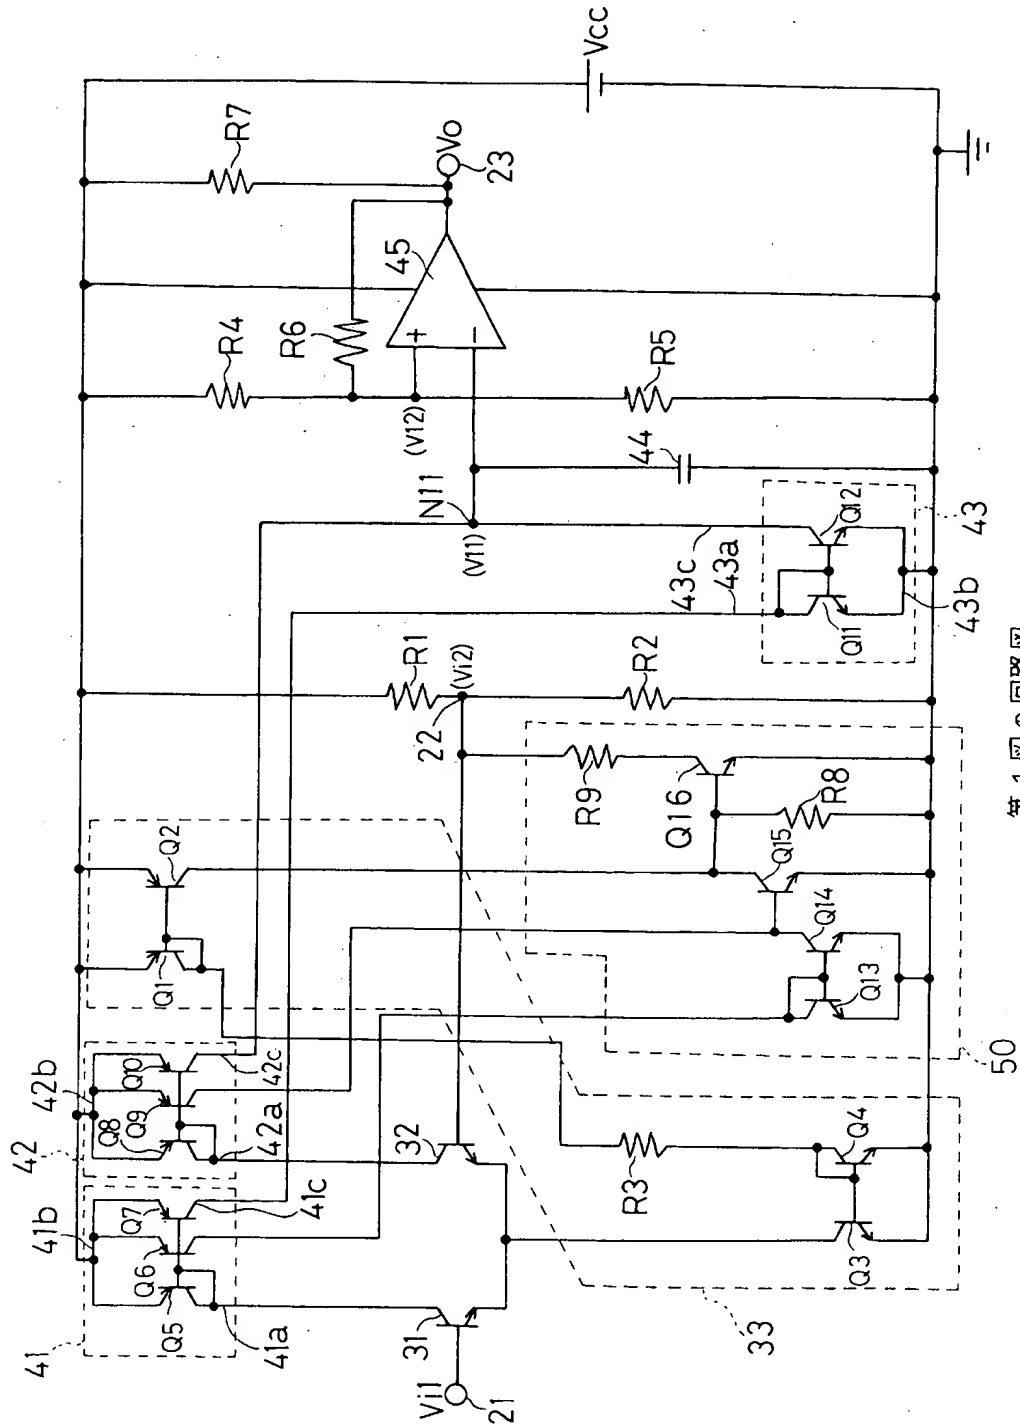 41
42
41b
42b
Q5
Q6
Q7
Q8
Q9
Q10
41a
41c
42a
42c
Q1
Q2
R7
R4
R6
45
Vo
23
Vcc
+
−
(V12)
N11
(V11)
R1
22
(Vi2)
R2
R5
44
Vi1
21
31
32
43c
43a
Q11
Q12
43
43b
R9
Q16
R8
Q15
Q14
Q13
50
R3
Q3
Q4
33
第1図の回路図